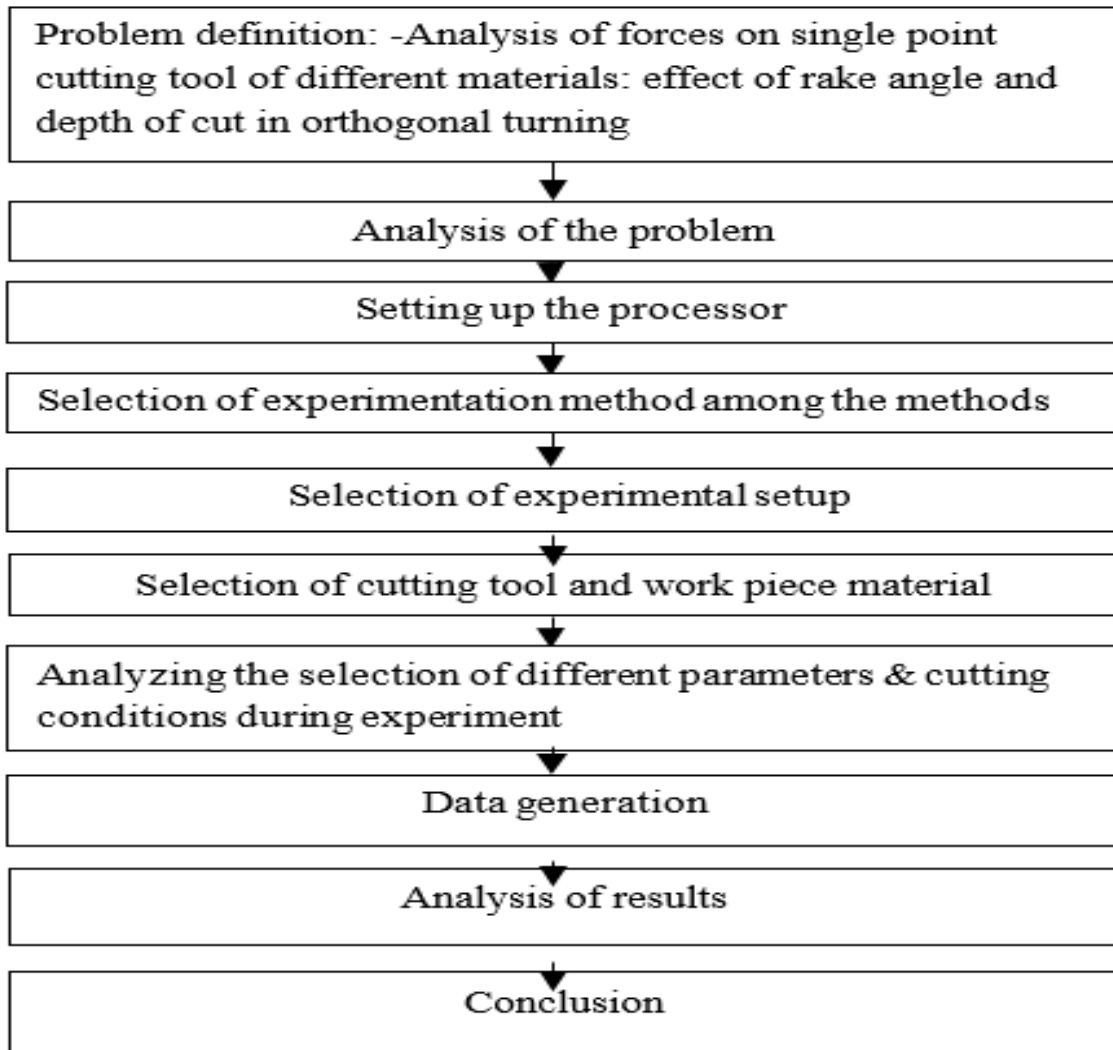 Problem definition: -Analysis of forces on single point
cutting tool of different materials: effect of rake angle and
depth of cut in orthogonal turning
Analysis of the problem
Setting up the processor
Selection of experimentation method among the methods
Selection of experimental setup
Selection of cutting tool and work piece material
Analyzing the selection of different parameters & cutting
conditions during experiment
Data generation
Analysis of results
Conclusion